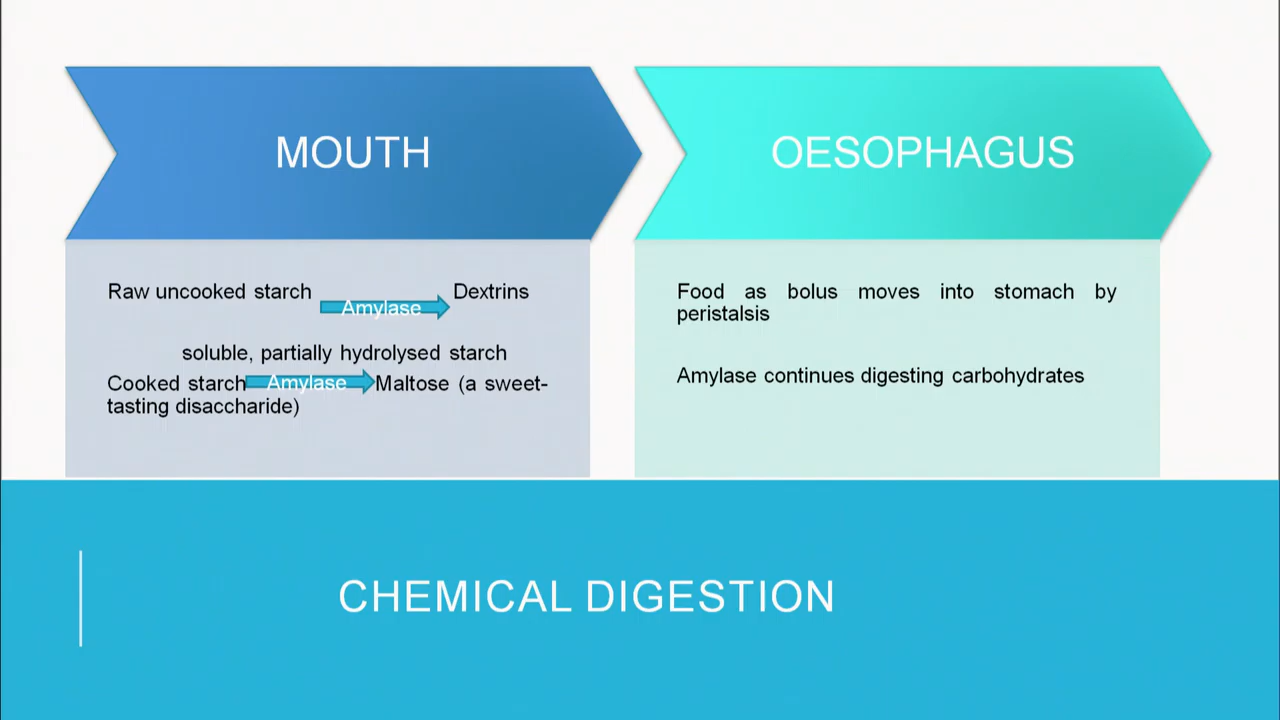 MOUTH
Raw uncooked starch Amylase Dextrins
soluble, partially hydrolysed starch
Cooked starch Amylase Maltose (a sweet-
tasting disaccharide)
OESOPHAGUS
Food as bolus moves into stomach by
peristalsis
Amylase continues digesting carbohydrates
CHEMICAL DIGESTION